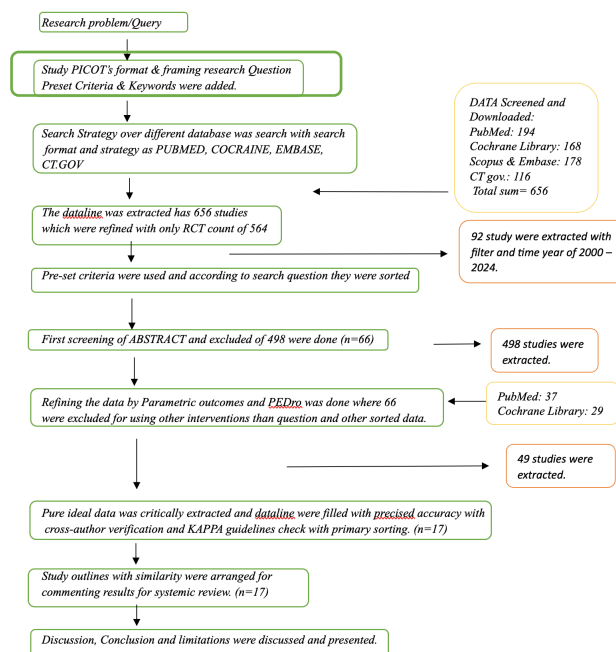 Research problem/Query
Study PICOT's format & framing research Question
Preset Criteria & Keywords were added.
DATA Screened and
Downloaded:
PubMed: 194
Cochrane Library: 168
Scopus & Embase: 178
CT gov.: 116
Total sum= 656
Search Strategy over different database was search with search
format and strategy as PUBMED, COCRAINE, EMBASE,
CT.GOV
The dataline was extracted has 656 studies
which were refined with only RCT count of 564
92 study were extracted with
filter and time year of 2000 –
2024.
Pre-set criteria were used and according to search question they were sorted
First screening of ABSTRACT and excluded of 498 were done (n=66)
498 studies were
extracted.
Refining the data by Parametric outcomes and PEDro was done where 66
were excluded for using other interventions than question and other sorted data.
PubMed: 37
Cochrane Library: 29
49 studies were
extracted.
Pure ideal data was critically extracted and dataline were filled with precised accuracy with
cross-author verification and KAPPA guidelines check with primary sorting. (n=17)
Study outlines with similarity were arranged for
commenting results for systemic review. (n=17)
Discussion, Conclusion and limitations were discussed and presented.